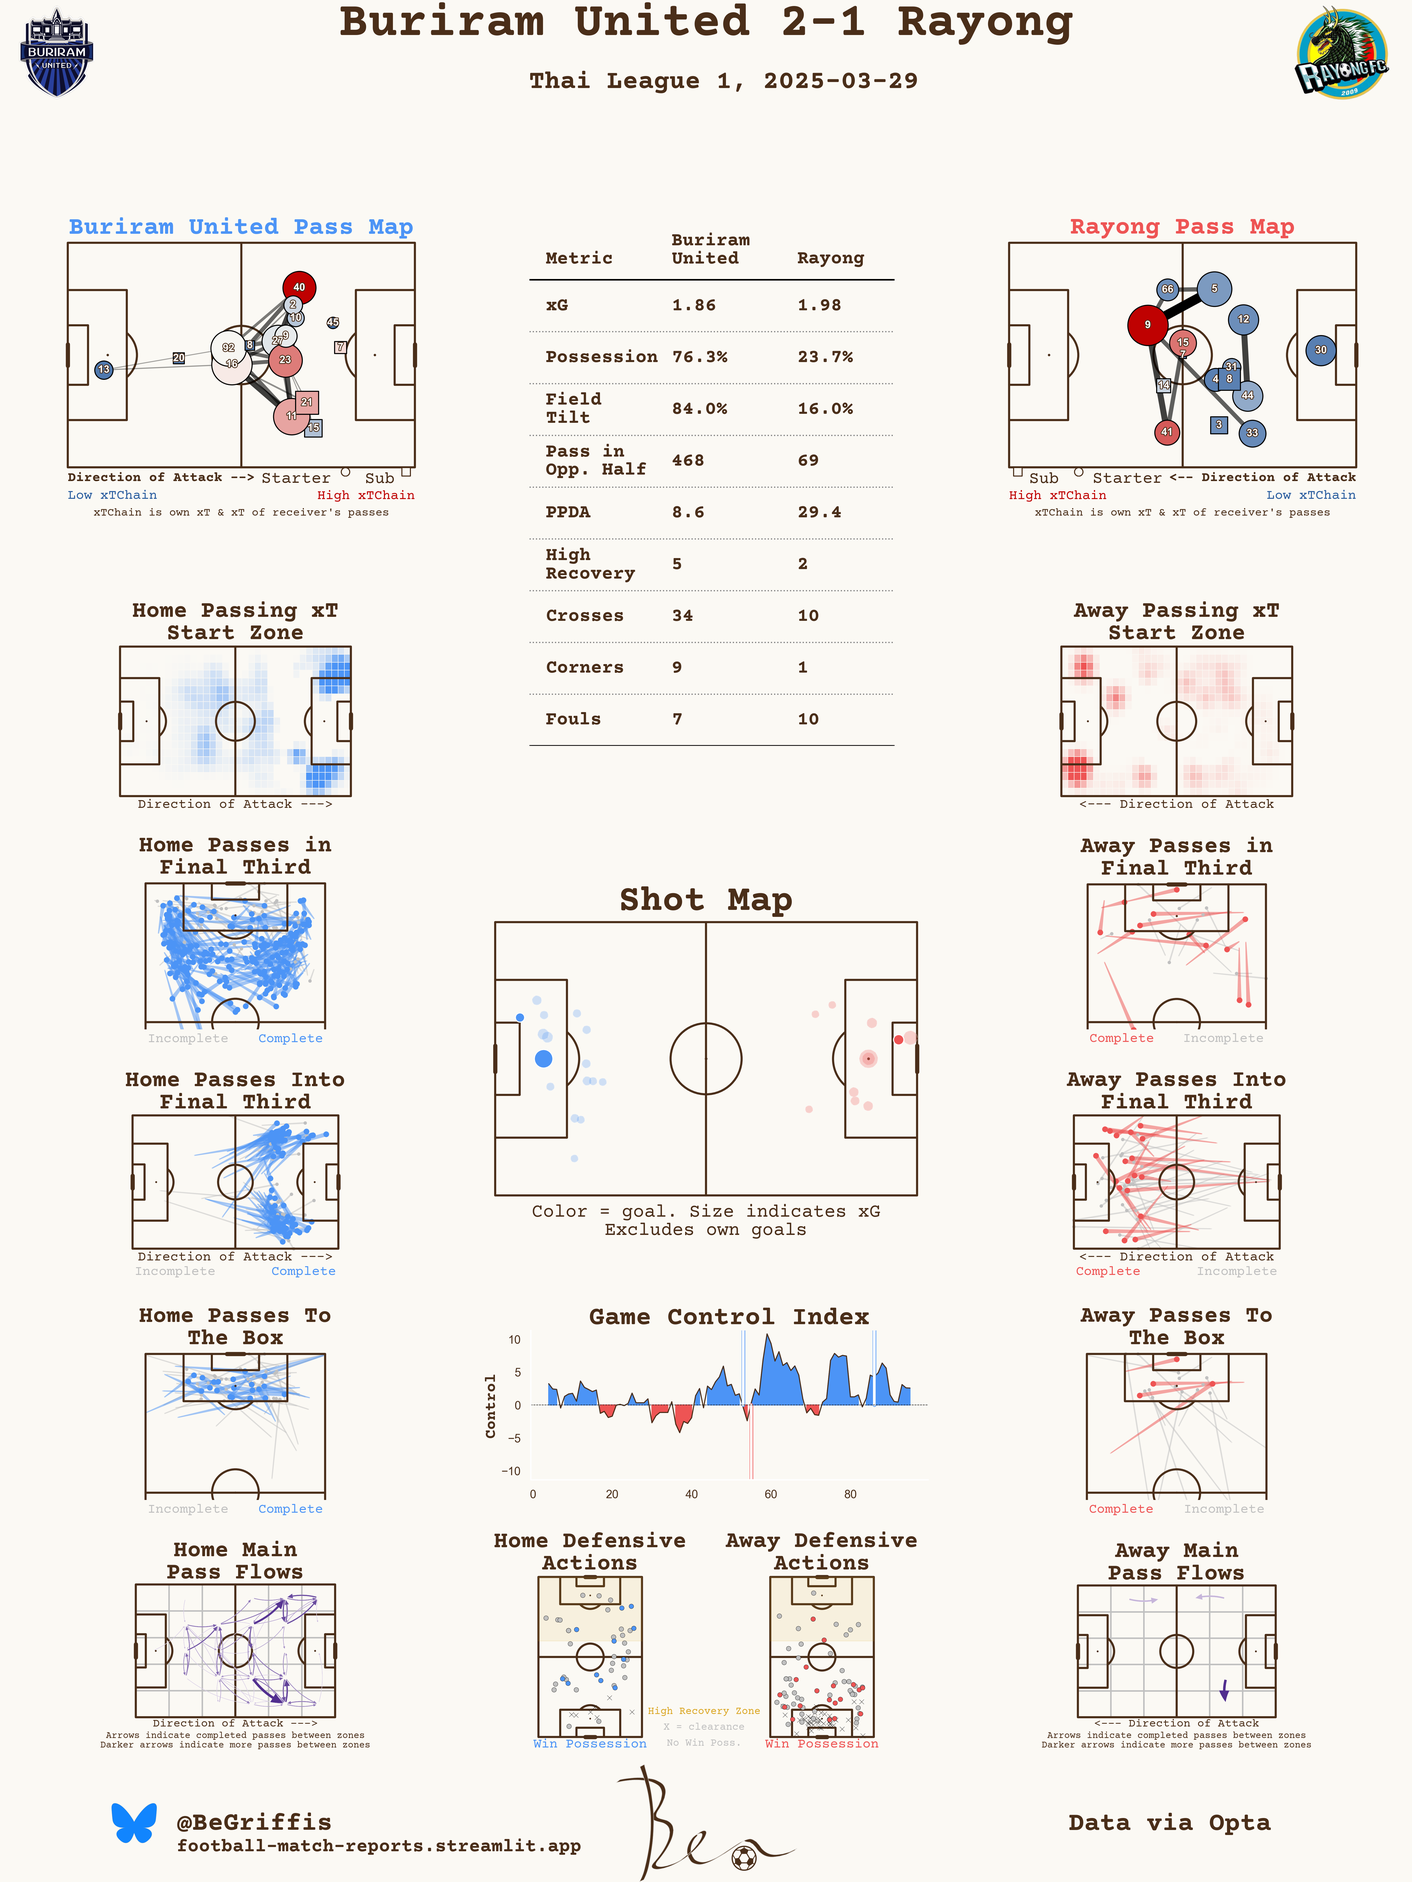 Buriram United 2-1 Rayong
Thai League 1, 2025-03-29
BURIRAM
UNITED
RAYONG FC
2009
Buriram United Pass Map
40
2
10
45
9
27
8
7
92
16
23
20
13
21
11
15
Direction of Attack --> Starter Sub
Low xTChain High xTChain
xTChain is own xT & xT of receiver's passes
Metric Buriram United Rayong
xG 1.86 1.98
Possession 76.3% 23.7%
Field Tilt 84.0% 16.0%
Pass in Opp. Half 468 69
PPDA 8.6 29.4
High Recovery 5 2
Crosses 34 10
Corners 9 1
Fouls 7 10
Rayong Pass Map
66
5
9
12
15
7
30
31
14
4
8
44
41
3
33
Sub Starter <-- Direction of Attack
High xTChain Low xTChain
xTChain is own xT & xT of receiver's passes
Home Passing xT
Start Zone
Direction of Attack --->
Away Passing xT
Start Zone
<--- Direction of Attack
Home Passes in
Final Third
Incomplete Complete
Away Passes in
Final Third
Complete Incomplete
Shot Map
Color = goal. Size indicates xG
Excludes own goals
Home Passes Into
Final Third
Direction of Attack --->
Incomplete Complete
Away Passes Into
Final Third
<--- Direction of Attack
Complete Incomplete
Home Passes To
The Box
Incomplete Complete
Game Control Index
Control
10
5
0
−5
−10
0 20 40 60 80
Away Passes To
The Box
Complete Incomplete
Home Main
Pass Flows
Direction of Attack --->
Arrows indicate completed passes between zones
Darker arrows indicate more passes between zones
Home Defensive
Actions
Win Possession
High Recovery Zone
X = clearance
No Win Poss.
Away Defensive
Actions
Win Possession
Away Main
Pass Flows
<--- Direction of Attack
Arrows indicate completed passes between zones
Darker arrows indicate more passes between zones
@BeGriffis
football-match-reports.streamlit.app
Ben
Data via Opta